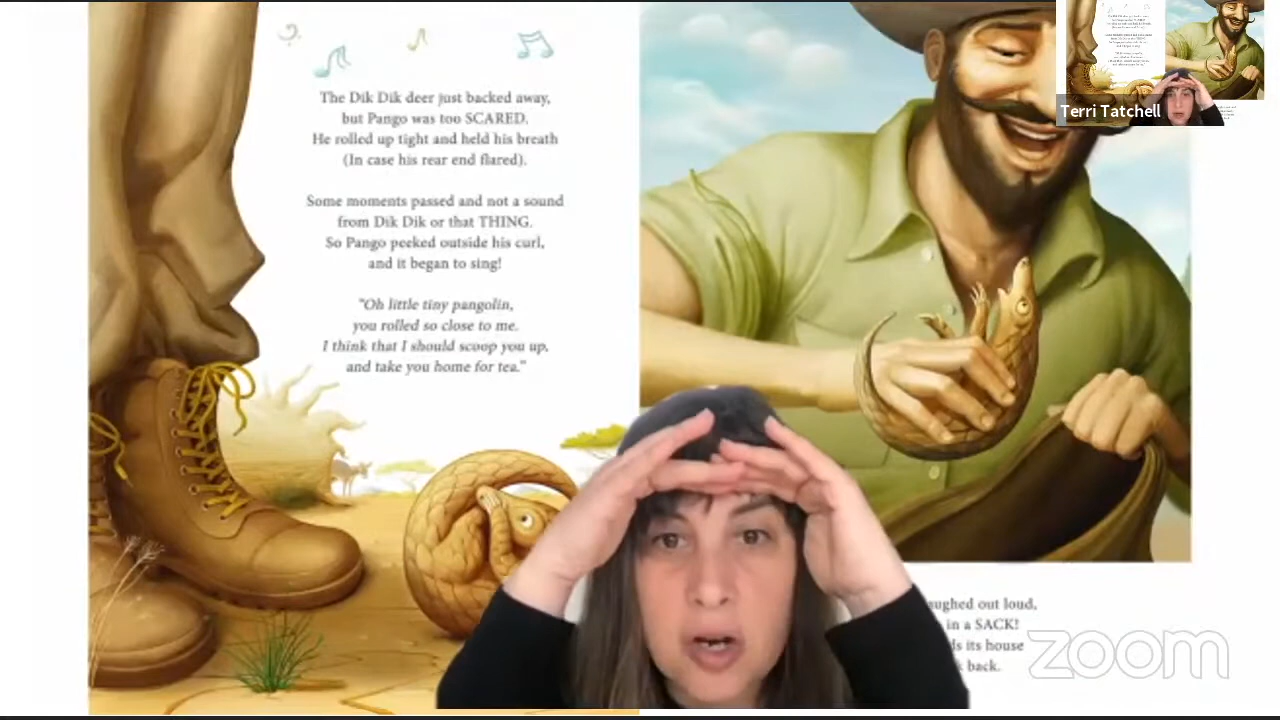 The Dik Dik deer just backed away,
but Pango was too SCARED.
He rolled up tight and held his breath
(In case his rear end flared).
Some moments passed and not a sound
from Dik Dik or that THING.
So Pango peeked outside his curl,
and it began to sing!
"Oh little tiny pangolin,
you rolled so close to me.
I think that I should scoop you up,
and take you home for tea."
out loud,
in a SACK!
its house
back.
Terri Tatchell
zoom